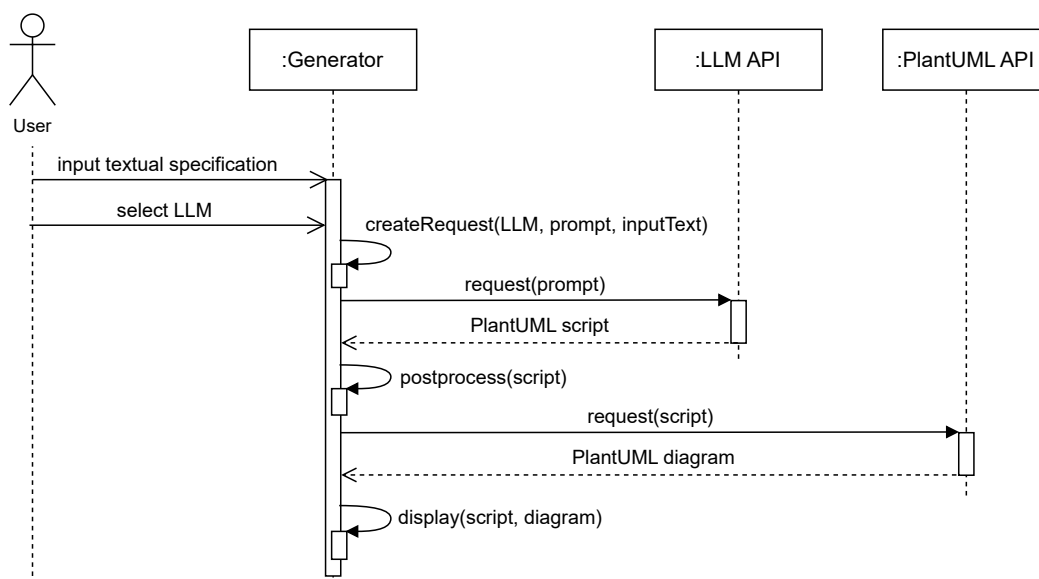 :Generator
:LLM API
:PlantUML API
User
input textual specification
select LLM
createRequest(LLM, prompt, inputText)
request(prompt)
PlantUML script
postprocess(script)
request(script)
PlantUML diagram
display(script, diagram)